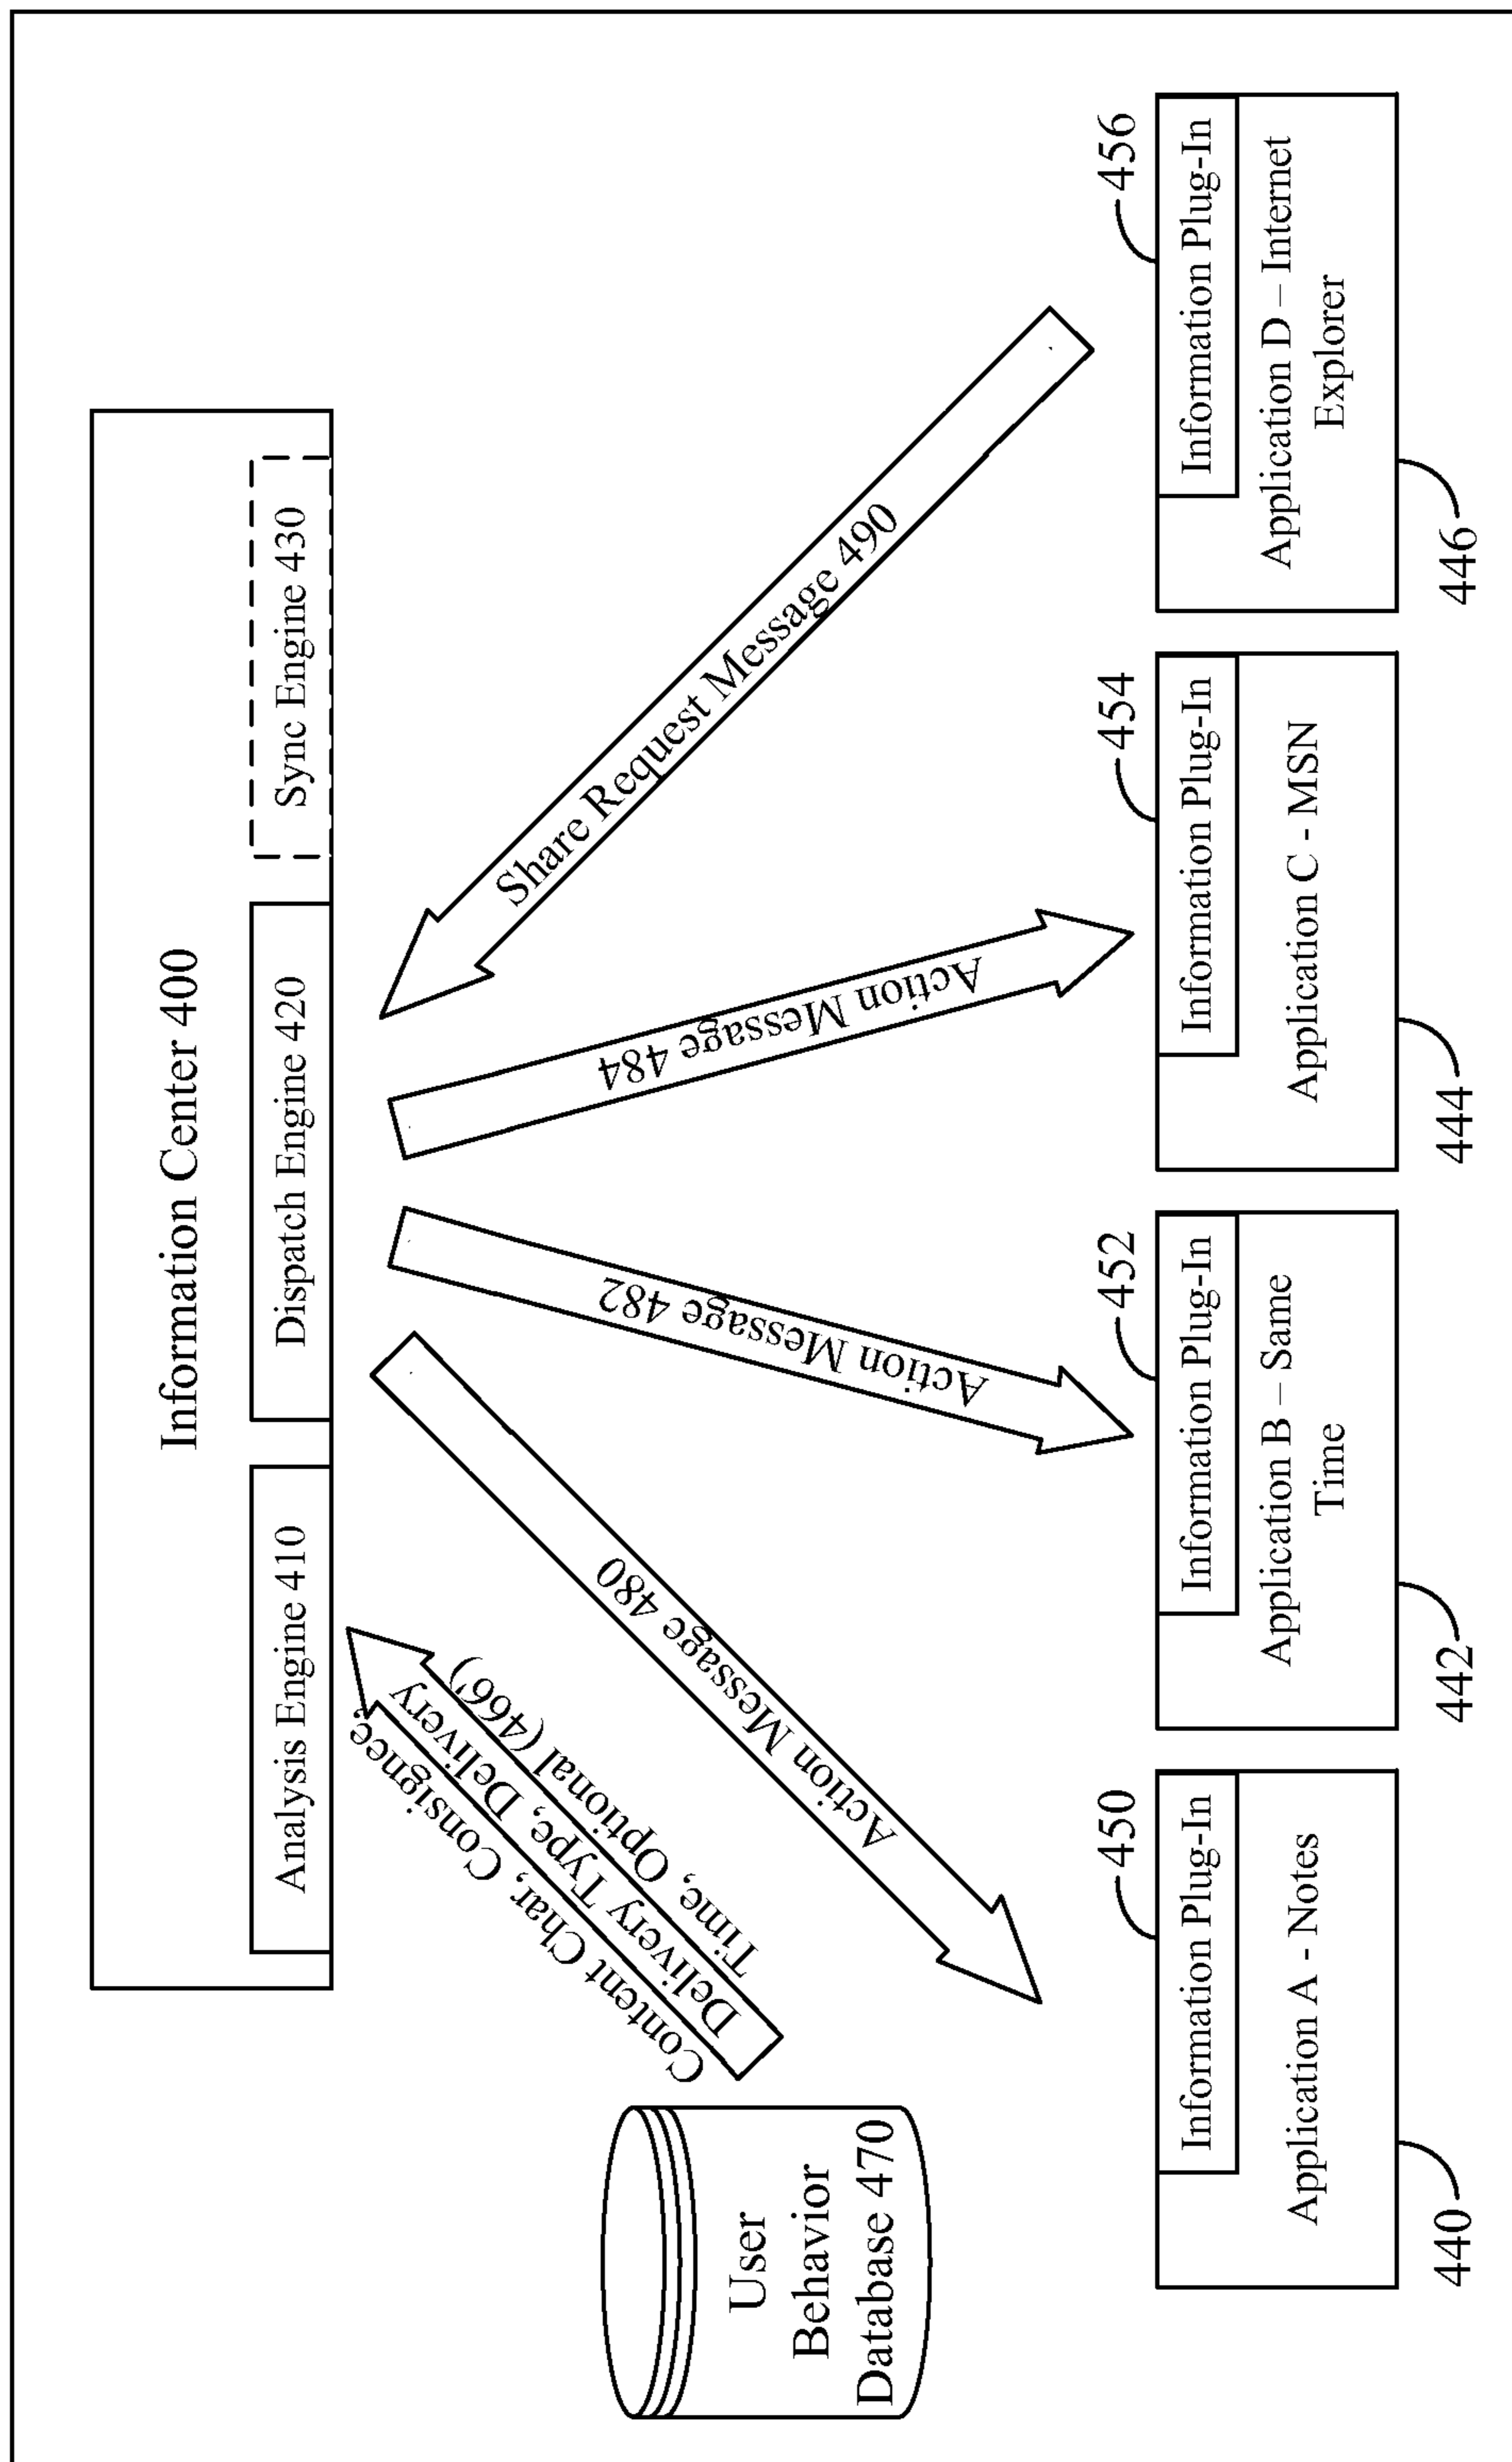 Information Center 400
Analysis Engine 410
Dispatch Engine 420
Sync Engine 430
User
Behavior
Database 470
Content Char, Consignee,
Delivery Type, Delivery
Time, Optional (466')
Action Message 480
Action Message 482
Action Message 484
Share Request Message 490
450
Information Plug-In
Application A - Notes
440
452
Information Plug-In
Application B – Same
Time
442
454
Information Plug-In
Application C - MSN
444
456
Information Plug-In
Application D – Internet
Explorer
446